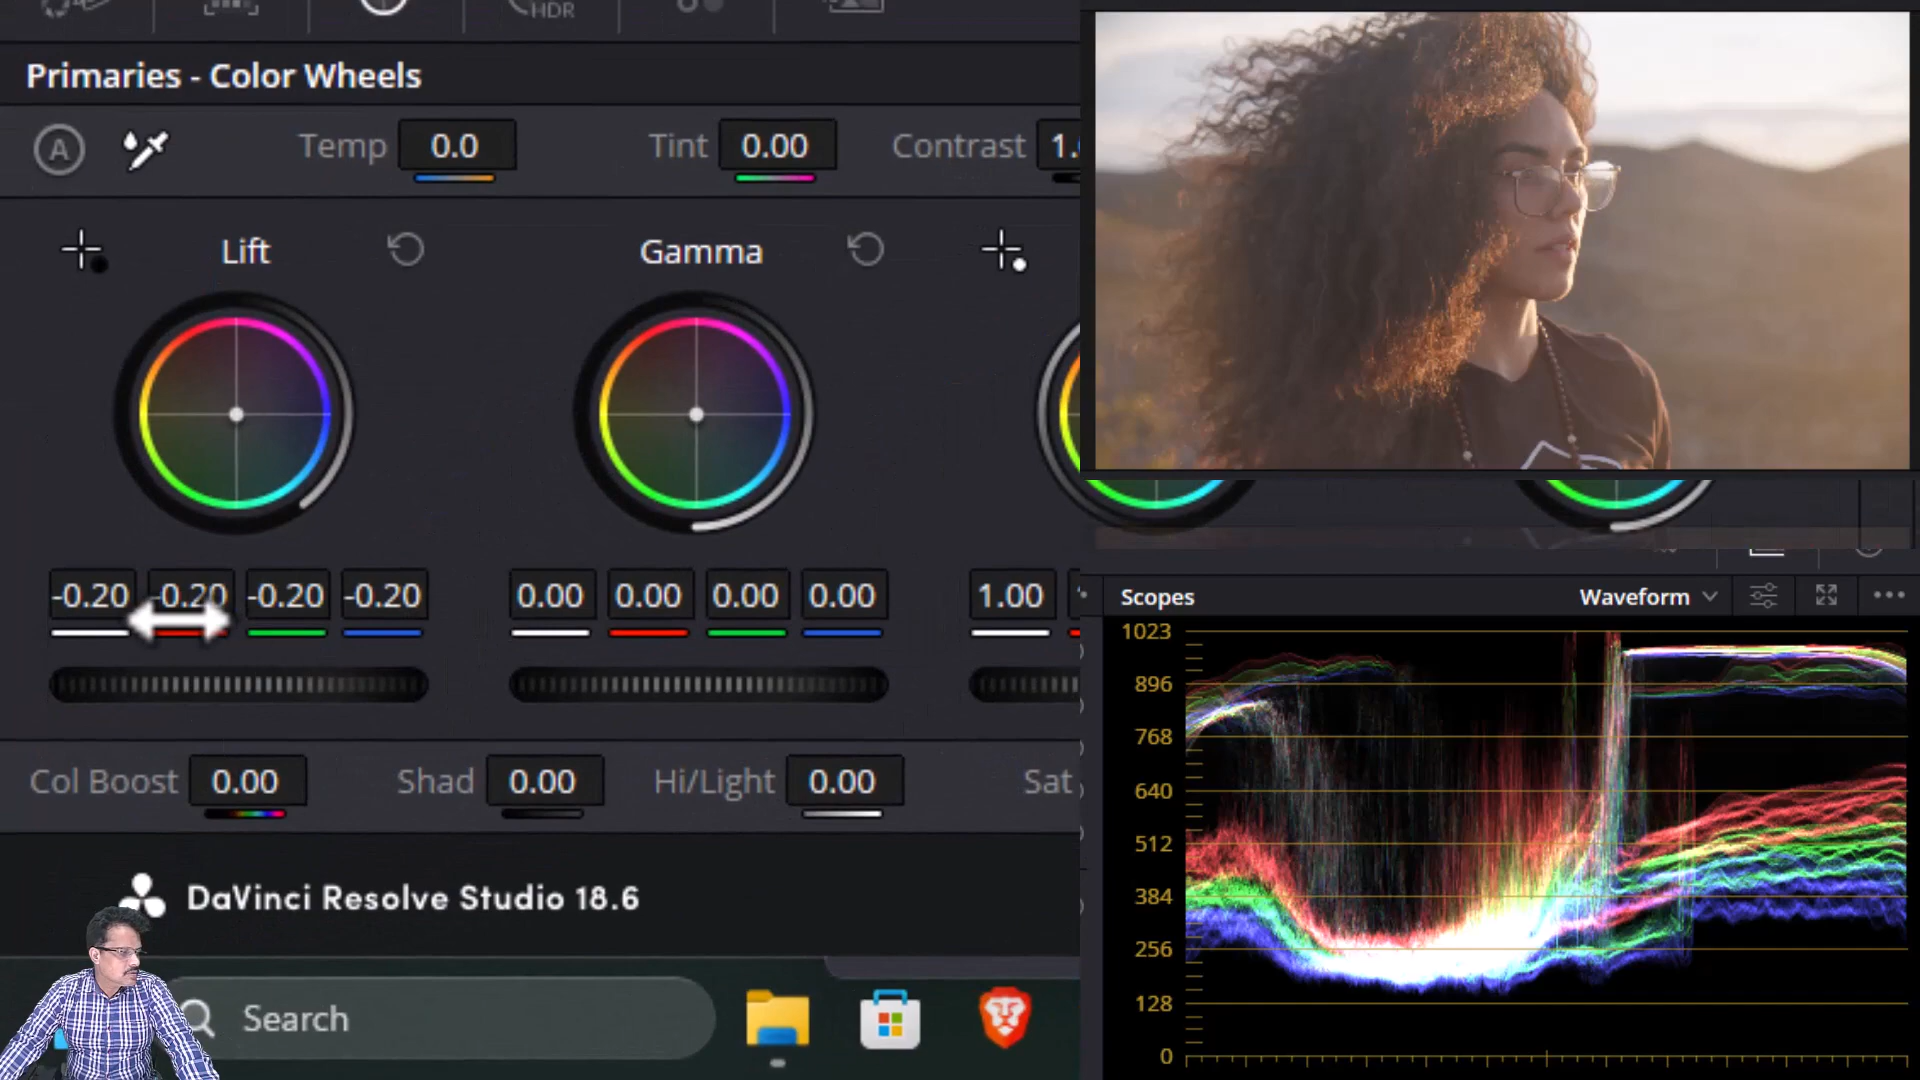 HDR
Primaries - Color Wheels
A
Temp 0.0 Tint 0.00 Contrast
Lift Gamma
-0.20 -0.20 -0.20 -0.20 0.00 0.00 0.00 0.00 1.00
Col Boost 0.00 Shad 0.00 Hi/Light 0.00 Sat
DaVinci Resolve Studio 18.6
Search
Scopes Waveform
1023
896
768
640
512
384
256
128
0